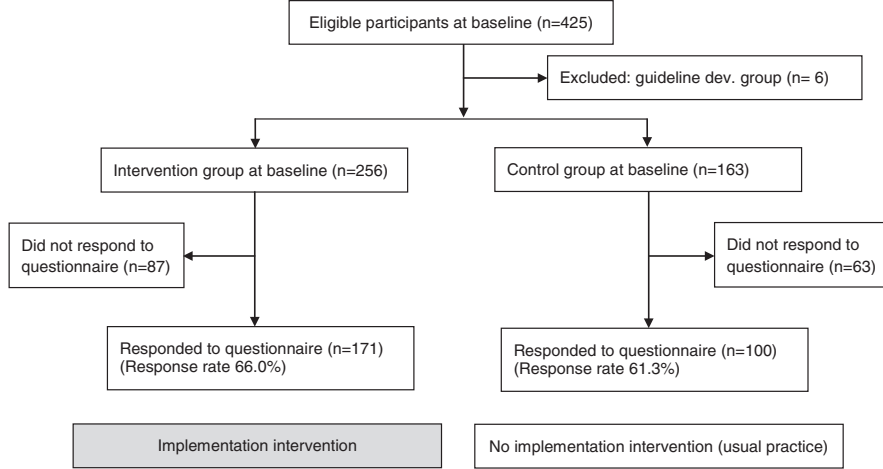 Eligible participants at baseline (n=425)
Excluded: guideline dev. group (n= 6)
Intervention group at baseline (n=256)
Control group at baseline (n=163)
Did not respond to
questionnaire (n=87)
Did not respond to
questionnaire (n=63)
Responded to questionnaire (n=171)
(Response rate 66.0%)
Responded to questionnaire (n=100)
(Response rate 61.3%)
Implementation intervention
No implementation intervention (usual practice)